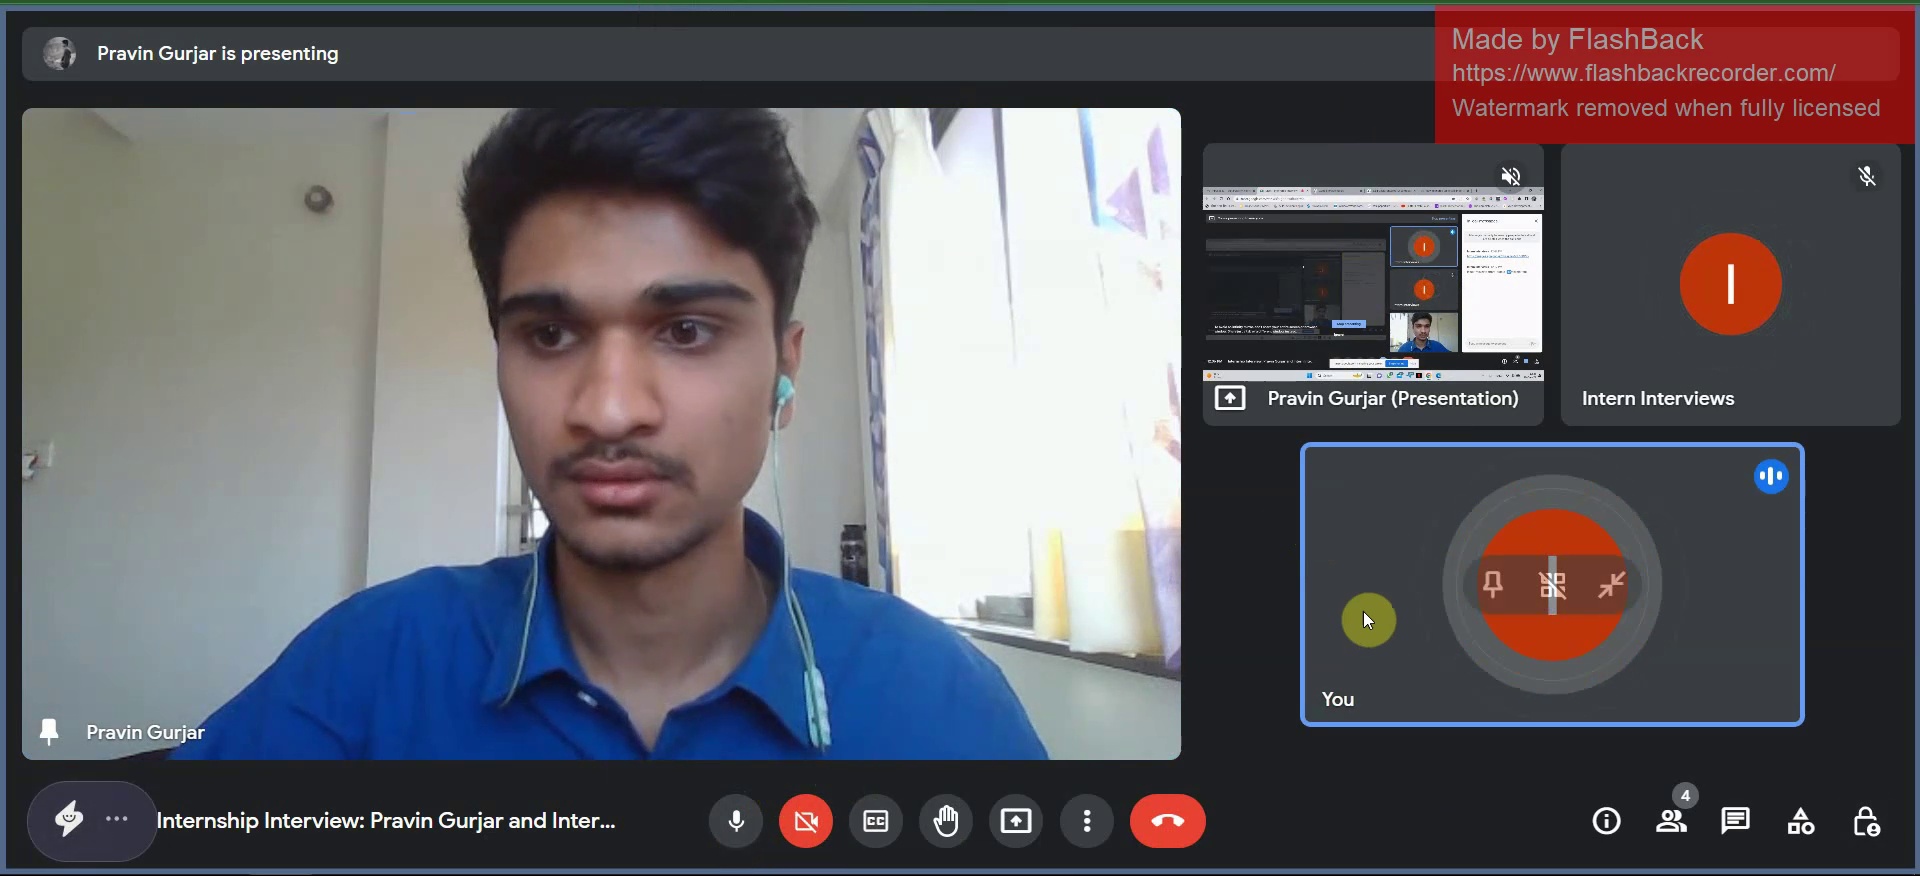 Pravin Gurjar is presenting
Made by FlashBack
https://www.flashbackrecorder.com/
Watermark removed when fully licensed
Pravin Gurjar (Presentation)
I
Intern Interviews
You
Pravin Gurjar
Internship Interview: Pravin Gurjar and Inter...
CC
4